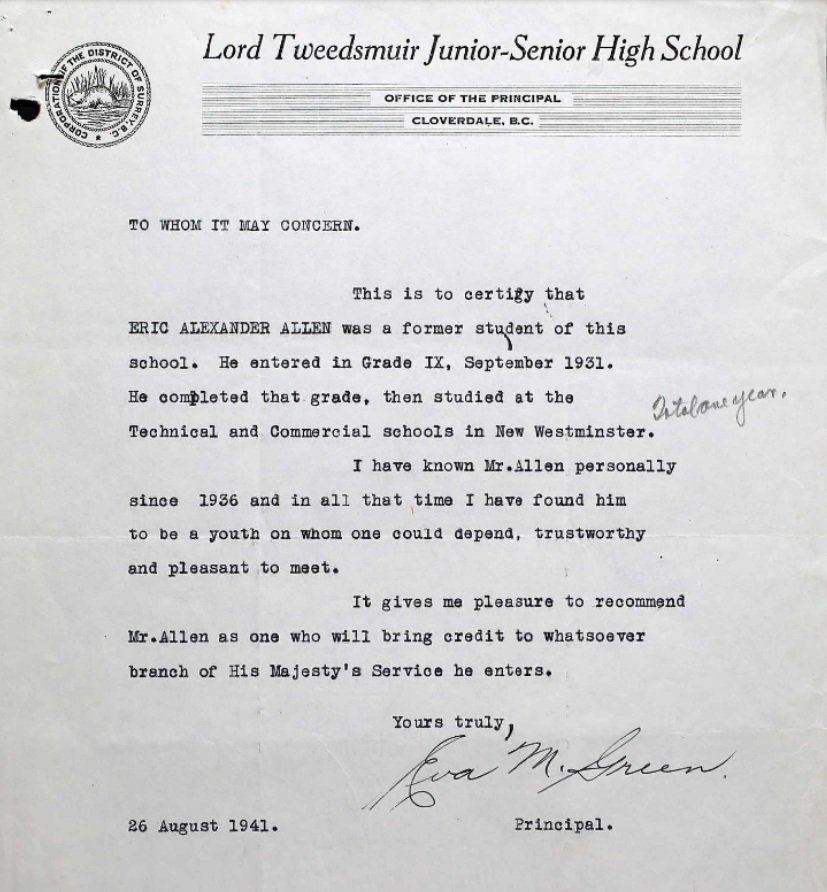 Lord Tweedsmuir Junior-Senior High School
CORPORATION OF THE DISTRICT OF SURREY, B.C.
OFFICE OF THE PRINCIPAL
CLOVERDALE, B.C.
TO WHOM IT MAY CONCERN.
This is to certify that
ERIC ALEXANDER ALLEN was a former student of this
school. He entered in Grade IX, September 1931.
He completed that grade, then studied at the
Total one year.
Technical and Commercial schools in New Westminster.
I have known Mr.Allen personally
since 1936 and in all that time I have found him
to be a youth on whom one could depend, trustworthy
and pleasant to meet.
It gives me pleasure to recommend
Mr.Allen as one who will bring credit to whatsoever
branch of His Majesty's Service he enters.
Yours truly,
Eva M. Green.
26 August 1941. Principal.